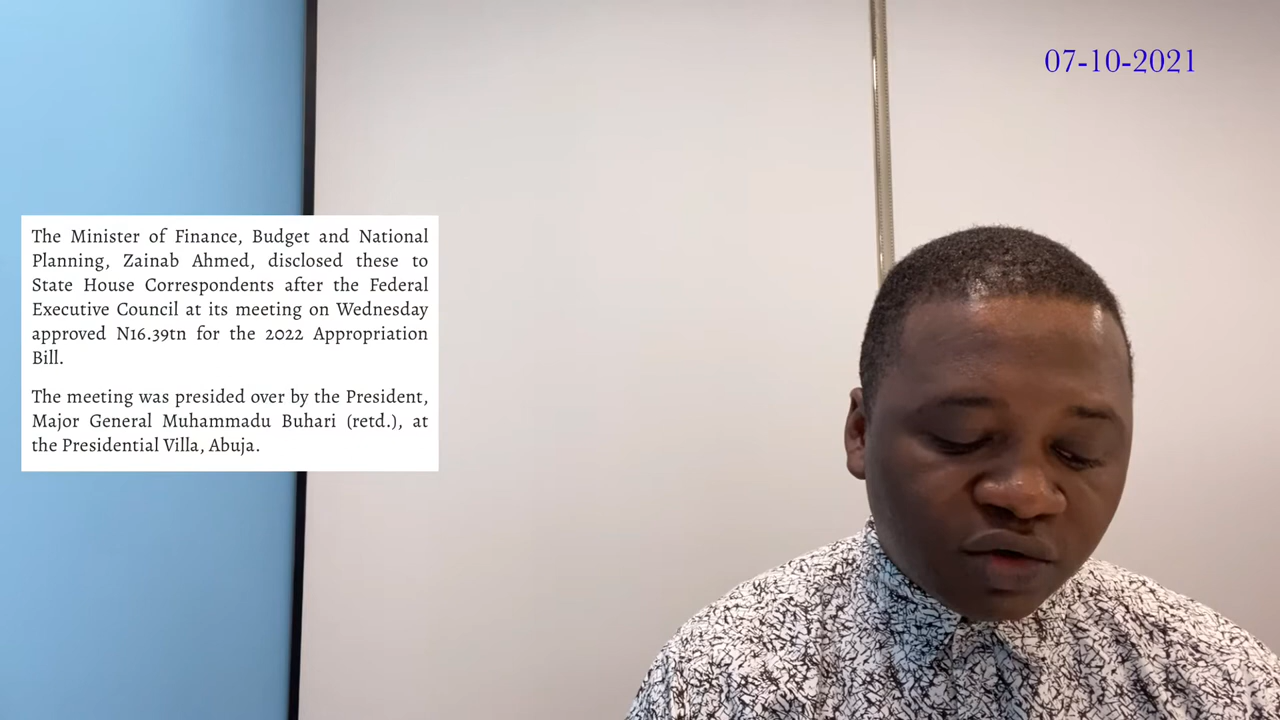 07-10-2021
The Minister of Finance, Budget and National
Planning, Zainab Ahmed, disclosed these to
State House Correspondents after the Federal
Executive Council at its meeting on Wednesday
approved N16.39tn for the 2022 Appropriation
Bill.
The meeting was presided over by the President,
Major General Muhammadu Buhari (retd.), at
the Presidential Villa, Abuja.